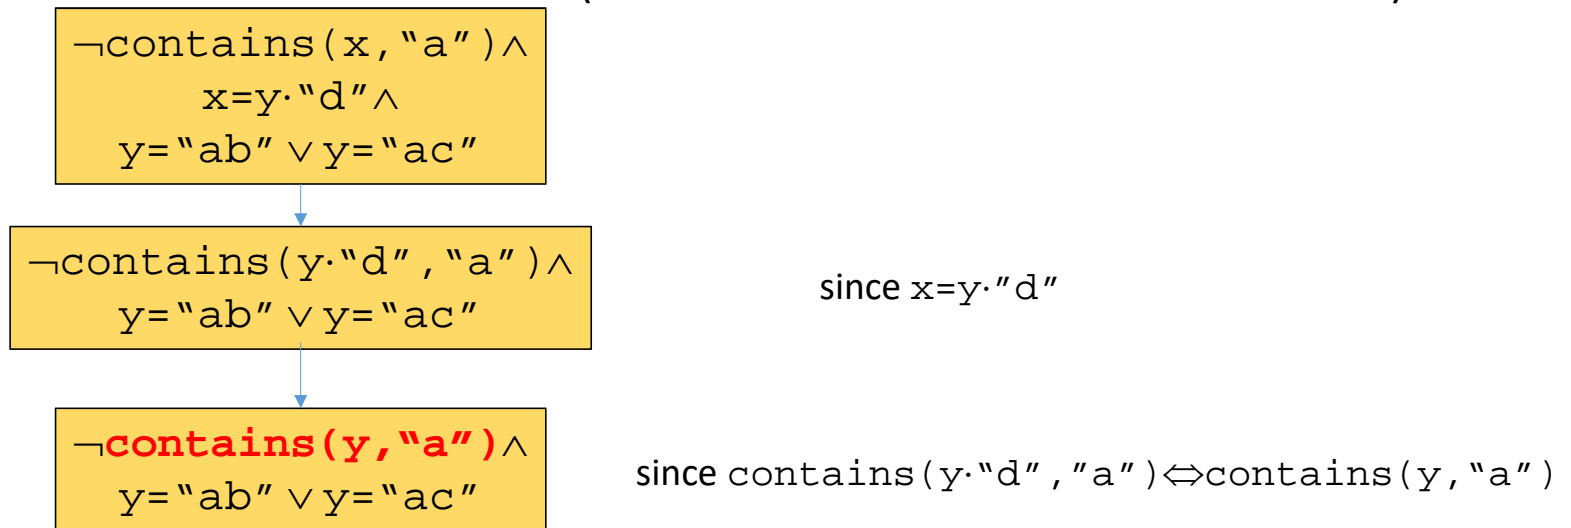 ¬contains(x,“a”)∧
x=y·“d”∧
y=“ab” ∨ y=“ac”
¬contains(y·“d”,“a”)∧
y=“ab” ∨ y=“ac”
since x=y·”d”
¬contains(y,“a”)∧
y=“ab” ∨ y=“ac”
since contains(y·“d”,”a”)⇔contains(y,“a”)